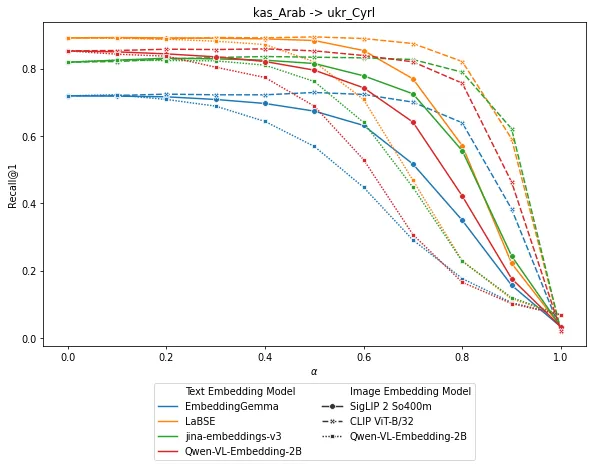 kas_Arab -> ukr_Cyrl
Recall@1
0.8
0.6
0.4
0.2
0.0
0.0 0.2 0.4 0.6 0.8 1.0
α
Text Embedding Model Image Embedding Model
EmbeddingGemma SigLIP 2 So400m
LaBSE CLIP ViT-B/32
jina-embeddings-v3 Qwen-VL-Embedding-2B
Qwen-VL-Embedding-2B